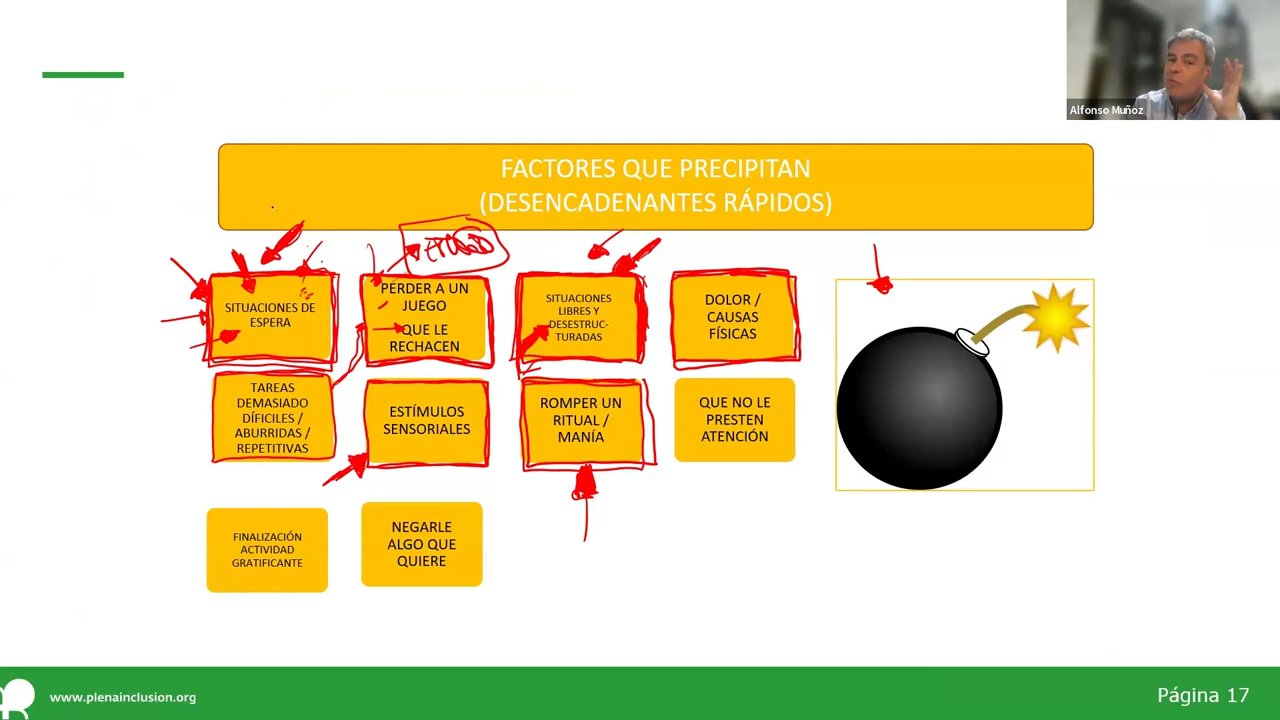 Alfonso Muñoz
FACTORES QUE PRECIPITAN
(DESENCADENANTES RÁPIDOS)
SITUACIONES DE
ESPERA
PERDER A UN
JUEGO
QUE LE
RECHACEN
SITUACIONES
LIBRES Y
DESESTRUC-
TURADAS
DOLOR /
CAUSAS
FÍSICAS
TAREAS
DEMASIADO
DÍFICILES /
ABURRIDAS /
REPETITIVAS
ESTÍMULOS
SENSORIALES
ROMPER UN
RITUAL /
MANÍA
QUE NO LE
PRESTEN
ATENCIÓN
FINALIZACIÓN
ACTIVIDAD
GRATIFICANTE
NEGARLE
ALGO QUE
QUIERE
www.plenainclusion.org
Página 17